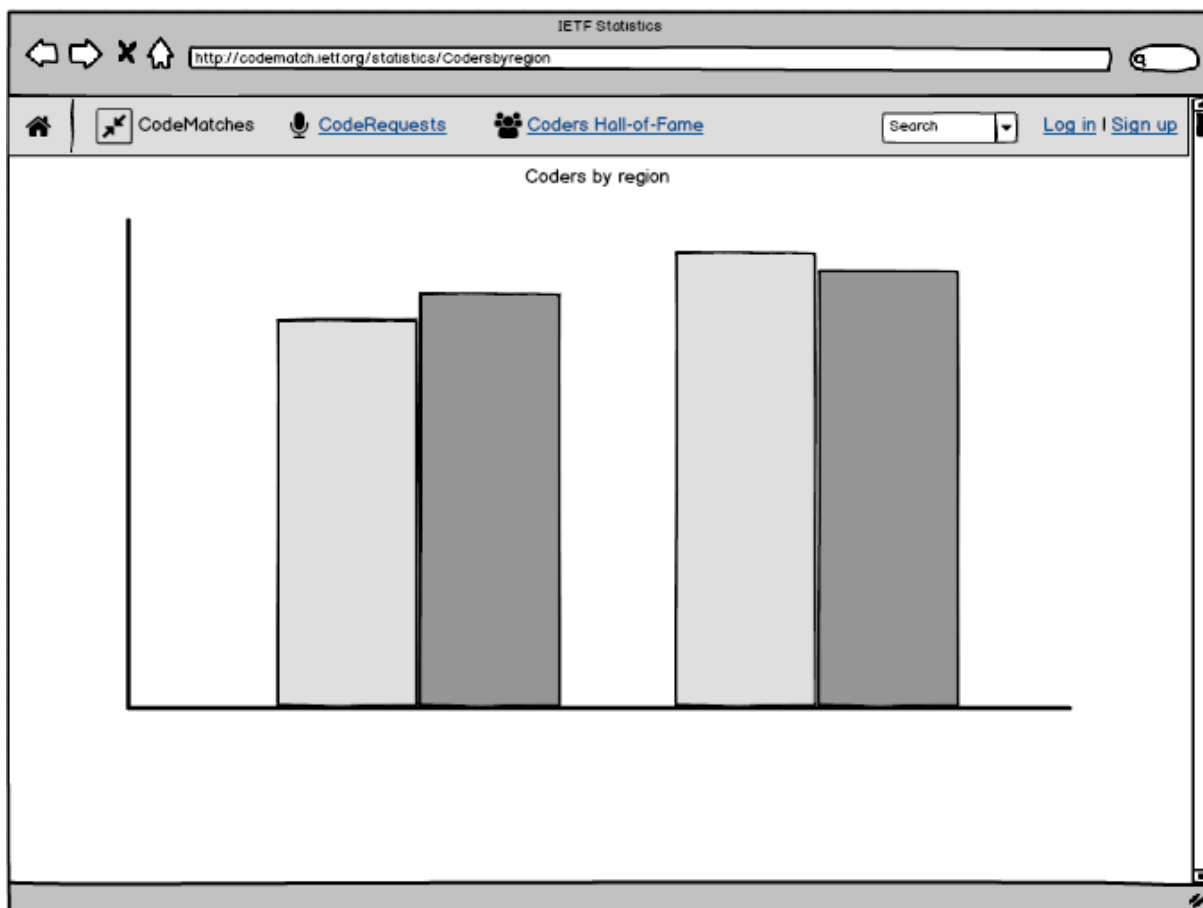 IETF Statistics
http://codematch.ietf.org/statistics/Codersbyregion
CodeMatches CodeRequests Coders Hall-of-Fame Search Log in | Sign up
Coders by region